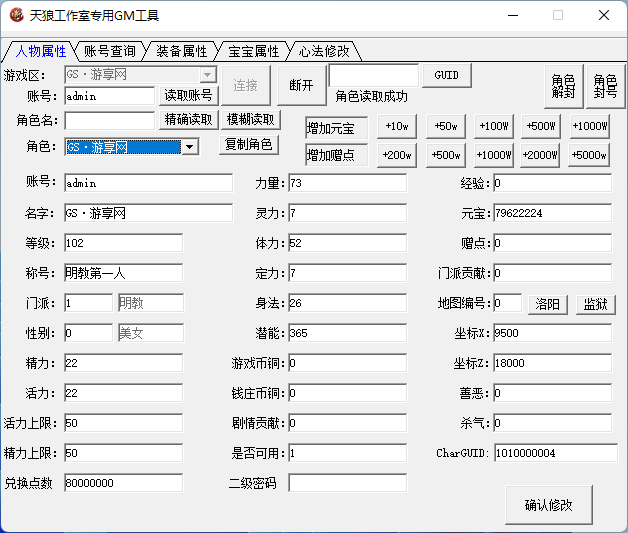 天狼工作室专用GM工具
人物属性 账号查询 装备属性 宝宝属性 心法修改
游戏区: GS·游享网 连接 断开 GUID 角色解封 角色封号
账号: admin 读取账号 角色读取成功
角色名: 精确读取 模糊读取 增加元宝 +10w +50w +100W +500W +1000W
角色: GS·游享网 复制角色 增加赠点 +200w +500w +1000W +2000W +5000w
账号: admin 力量: 73 经验: 0
名字: GS·游享网 灵力: 7 元宝: 79622224
等级: 102 体力: 52 赠点: 0
称号: 明教第一人 定力: 7 门派贡献: 0
门派: 1 明教 身法: 26 地图编号: 0 洛阳 监狱
性别: 0 美女 潜能: 365 坐标X: 9500
精力: 22 游戏币铜: 0 坐标Z: 18000
活力: 22 钱庄币铜: 0 善恶: 0
活力上限: 50 剧情贡献: 0 杀气: 0
精力上限: 50 是否可用: 1 CharGUID: 1010000004
兑换点数 80000000 二级密码
确认修改